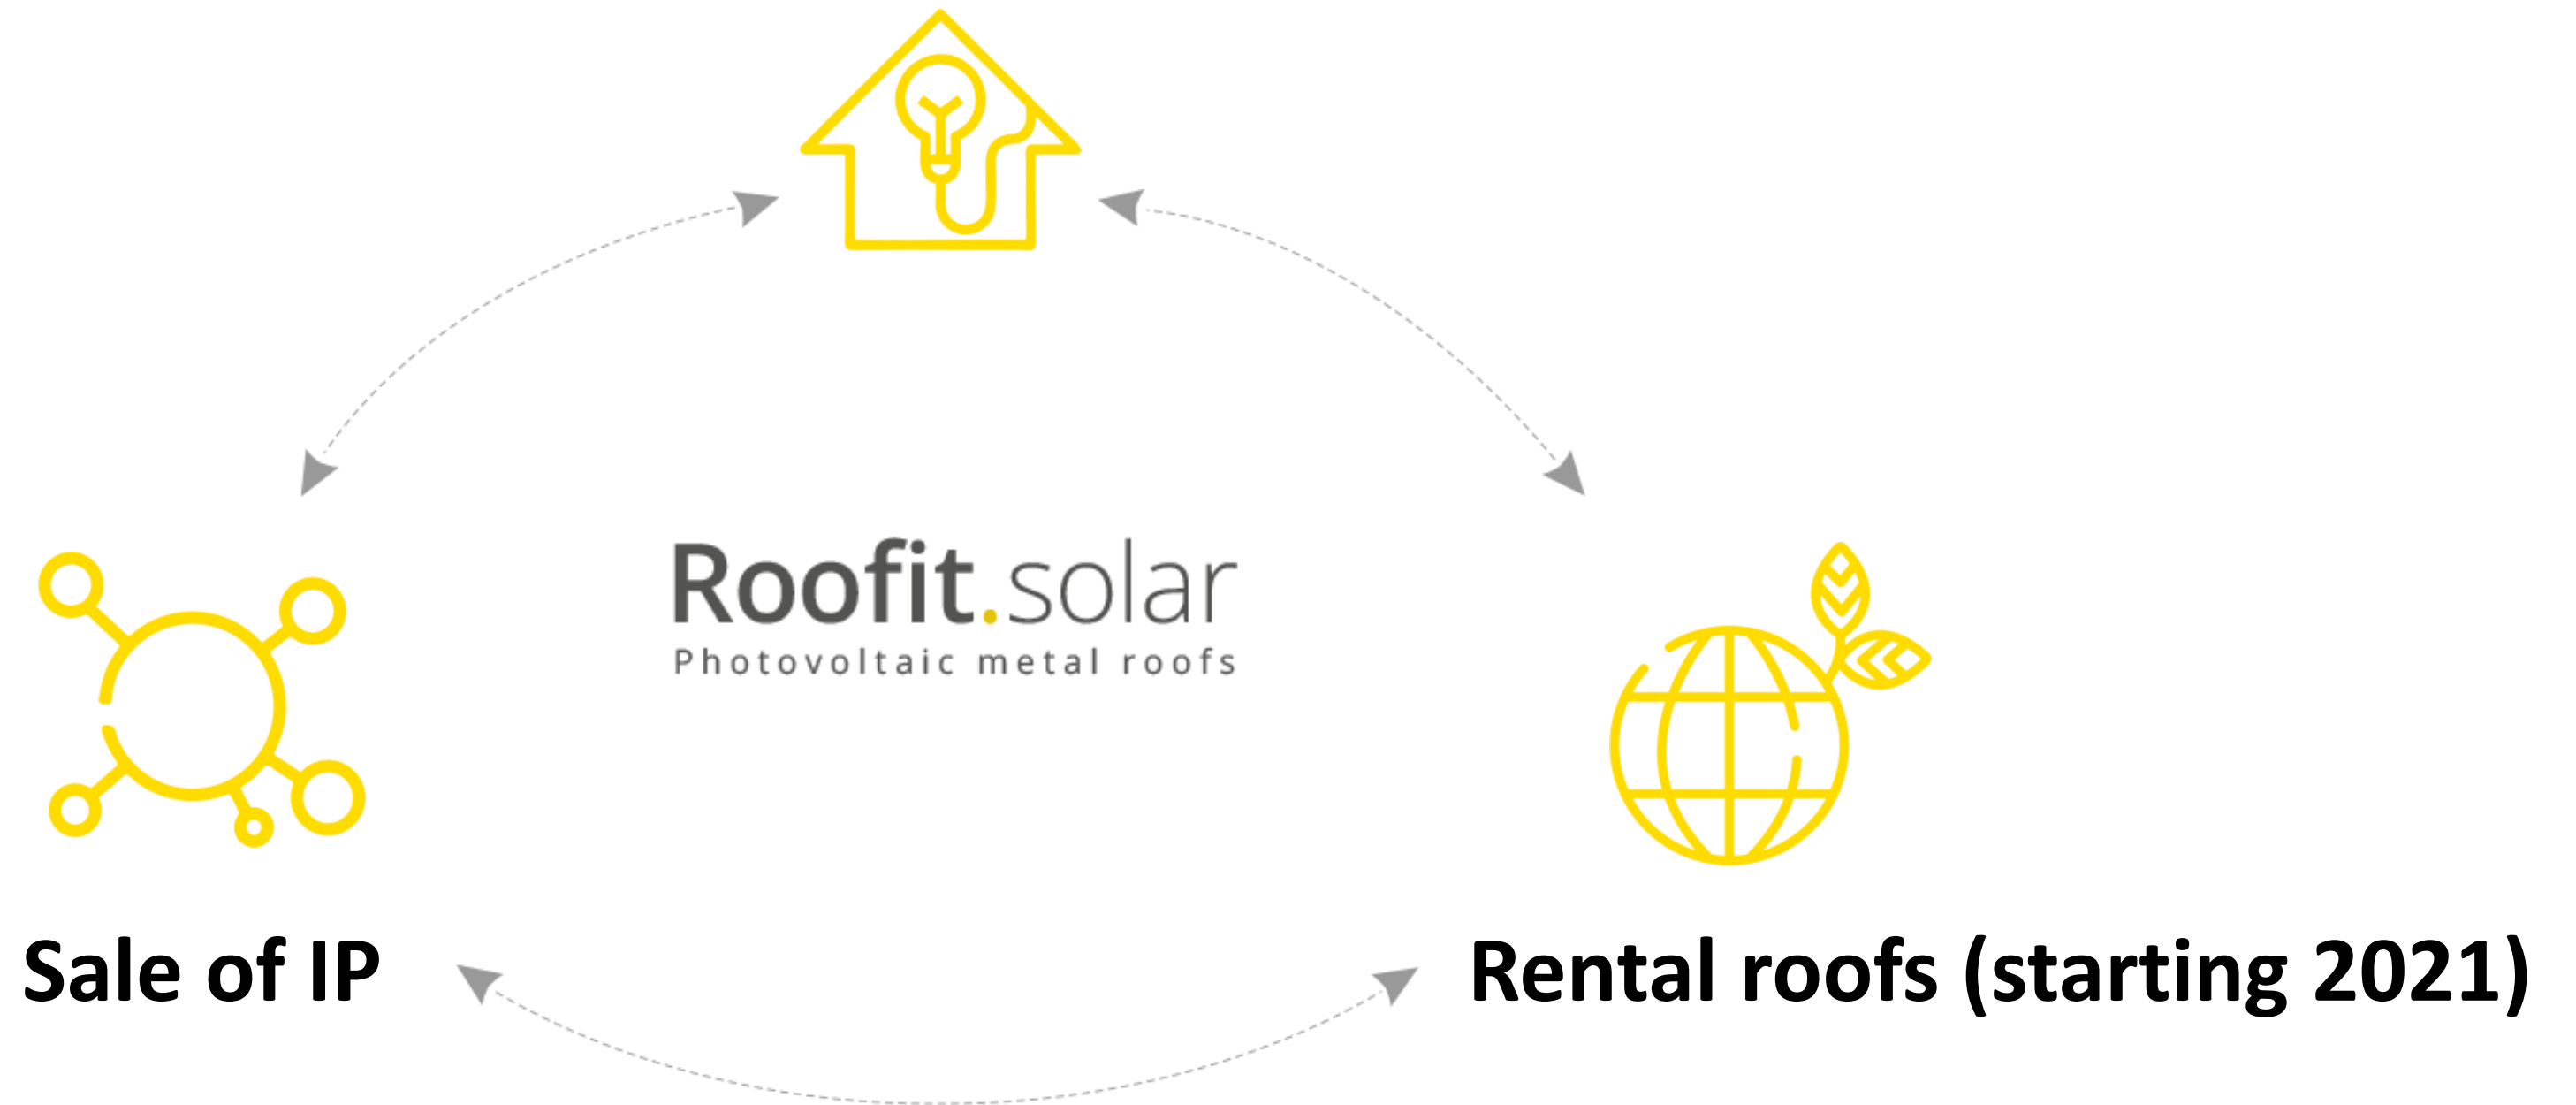 Roofit.solar
Photovoltaic metal roofs
Sale of IP
Rental roofs (starting 2021)